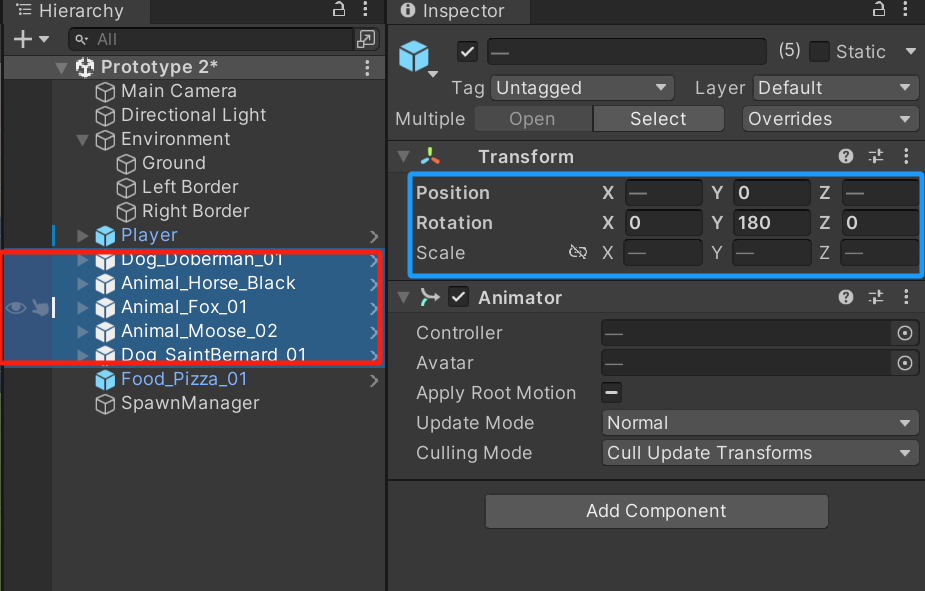 Hierarchy
All
Prototype 2*
Main Camera
Directional Light
Environment
Ground
Left Border
Right Border
Player
Dog_Doberman_01
Animal_Horse_Black
Animal_Fox_01
Animal_Moose_02
Dog_SaintBernard_01
Food_Pizza_01
SpawnManager
Inspector
— (5) Static
Tag Untagged Layer Default
Multiple Open Select Overrides
Transform
Position X — Y 0 Z —
Rotation X 0 Y 180 Z 0
Scale X — Y — Z —
Animator
Controller —
Avatar —
Apply Root Motion
Update Mode Normal
Culling Mode Cull Update Transforms
Add Component